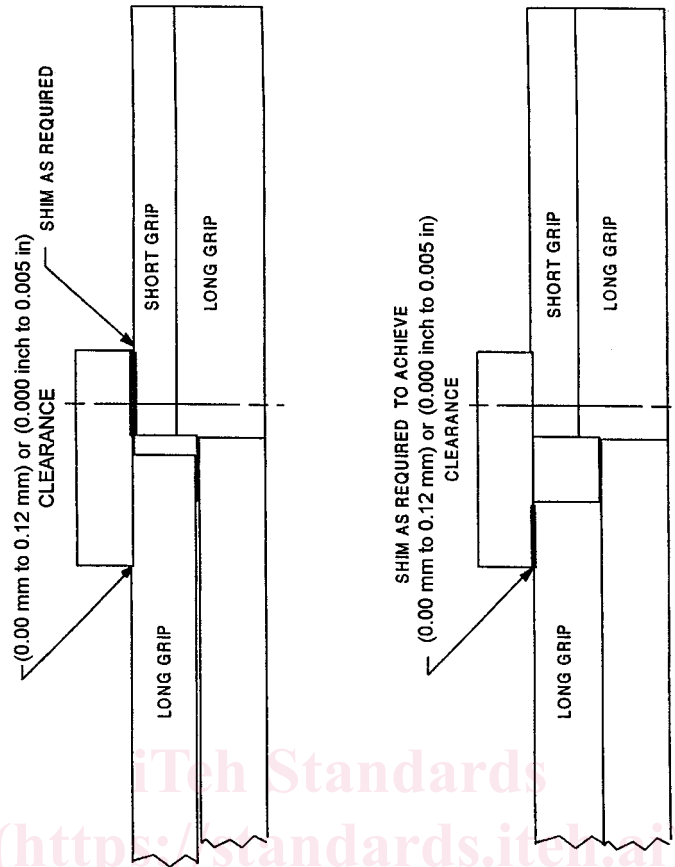 (0.00 mm to 0.12 mm) or (0.000 inch to 0.005 in)
CLEARANCE
SHIM AS REQUIRED
LONG GRIP
SHORT GRIP
LONG GRIP
SHIM AS REQUIRED TO ACHIEVE
(0.00 mm to 0.12 mm) or (0.000 inch to 0.005 in)
CLEARANCE
LONG GRIP
SHORT GRIP
LONG GRIP
iTeh Standards
(https://standards.iteh.ai